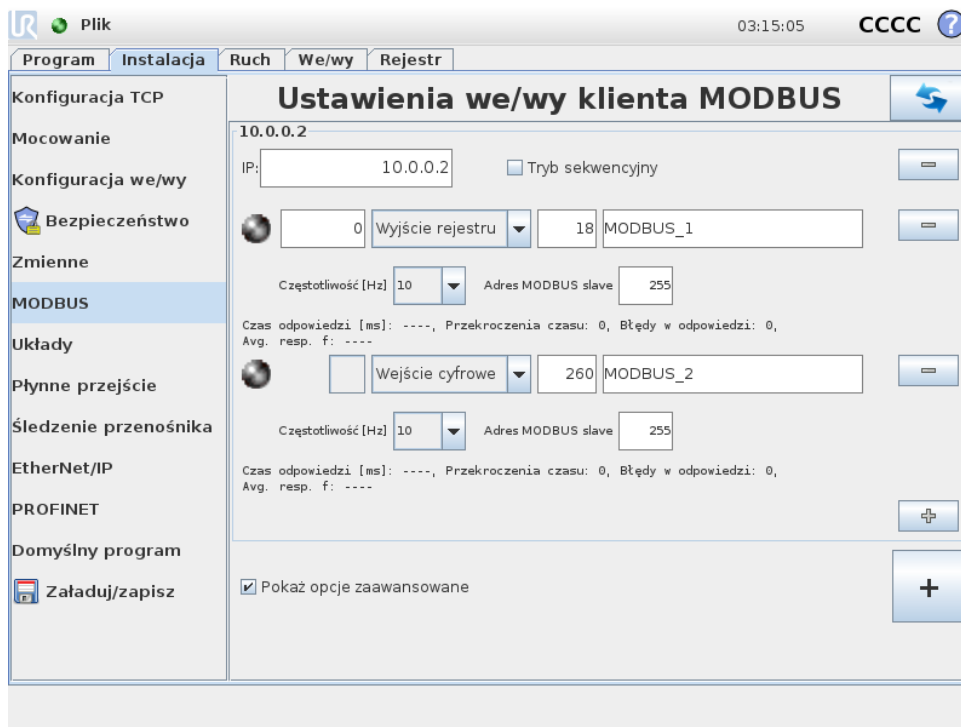 UR Plik 03:15:05 CCCC ?
Program Instalacja Ruch We/wy Rejestr
Konfiguracja TCP
Mocowanie
Konfiguracja we/wy
Bezpieczeństwo
Zmienne
MODBUS
Układy
Płynne przejście
Śledzenie przenośnika
EtherNet/IP
PROFINET
Domyślny program
Załaduj/zapisz
Ustawienia we/wy klienta MODBUS
10.0.0.2
IP: 10.0.0.2 Tryb sekwencyjny
0 Wyjście rejestru 18 MODBUS_1
Częstotliwość [Hz] 10 Adres MODBUS slave 255
Czas odpowiedzi [ms]: ----, Przekroczenia czasu: 0, Błędy w odpowiedzi: 0,
Avg. resp. f: ----
Wejście cyfrowe 260 MODBUS_2
Częstotliwość [Hz] 10 Adres MODBUS slave 255
Czas odpowiedzi [ms]: ----, Przekroczenia czasu: 0, Błędy w odpowiedzi: 0,
Avg. resp. f: ----
Pokaż opcje zaawansowane